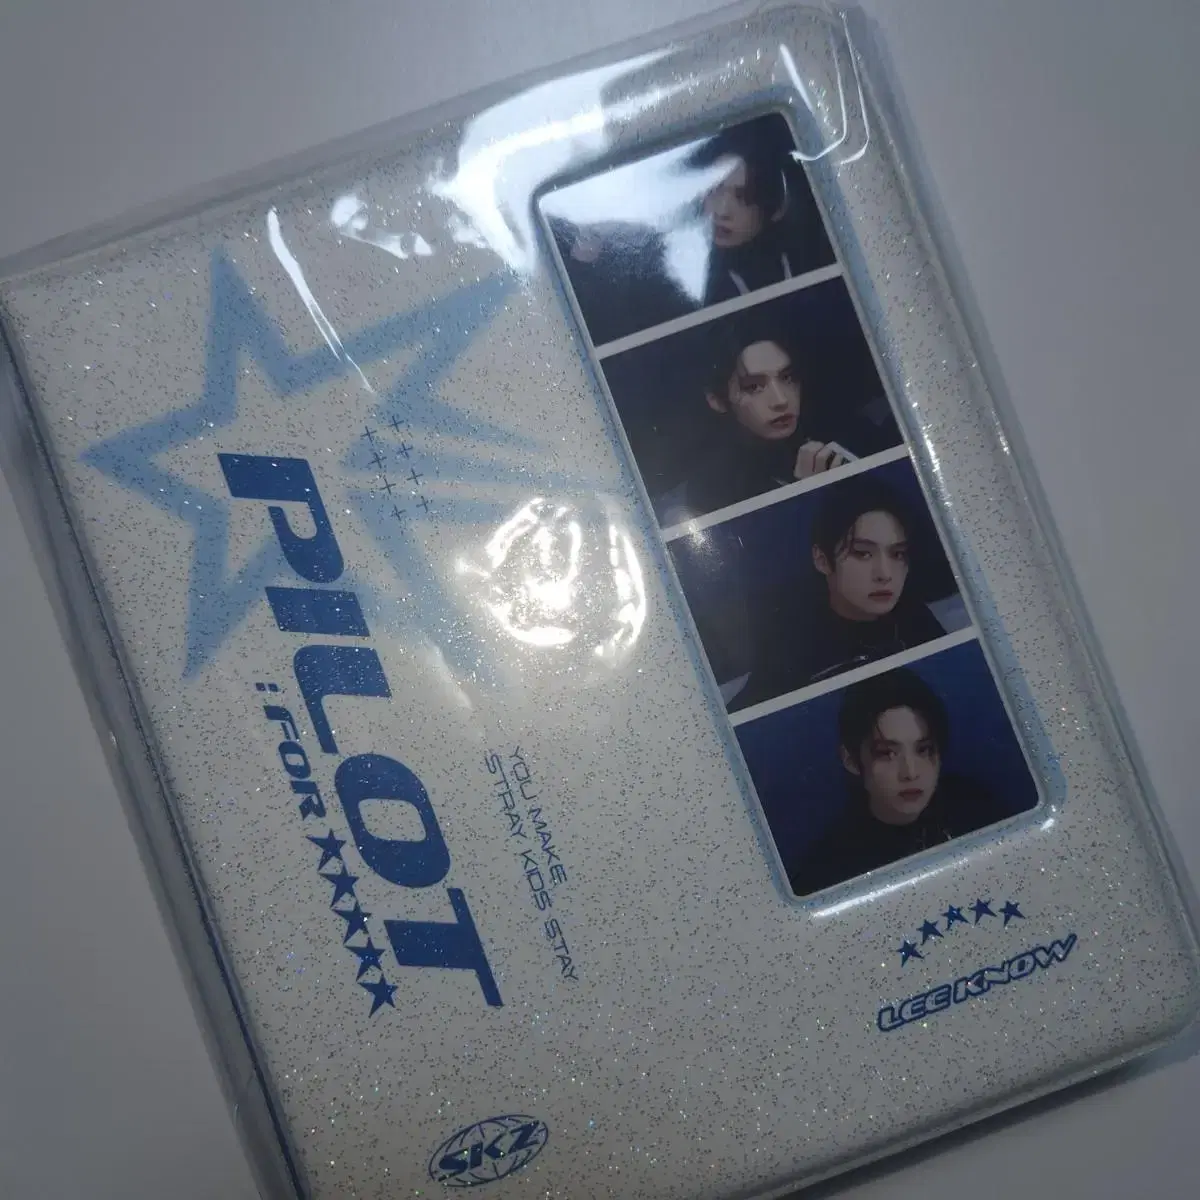 PILOT
: FOR ★★★★★
YOU MAKE
STRAY KIDS STAY
★★★★★
LEE KNOW
SKZ